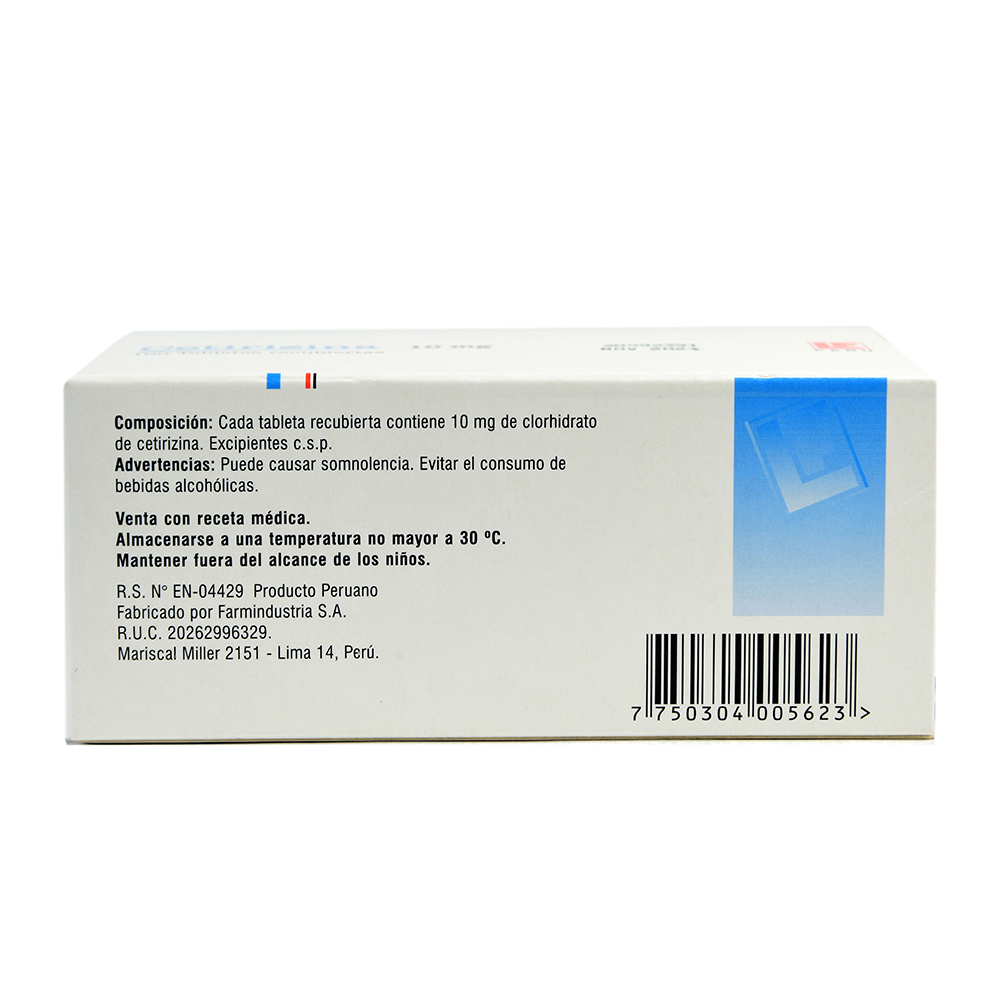 Cetirizina 10 mg
Composición: Cada tableta recubierta contiene 10 mg de clorhidrato
de cetirizina. Excipientes c.s.p.
Advertencias: Puede causar somnolencia. Evitar el consumo de
bebidas alcohólicas.
Venta con receta médica.
Almacenarse a una temperatura no mayor a 30 ºC.
Mantener fuera del alcance de los niños.
R.S. N° EN-04429 Producto Peruano
Fabricado por Farmindustria S.A.
R.U.C. 20262996329.
Mariscal Miller 2151 - Lima 14, Perú.
7 750304 005623 >